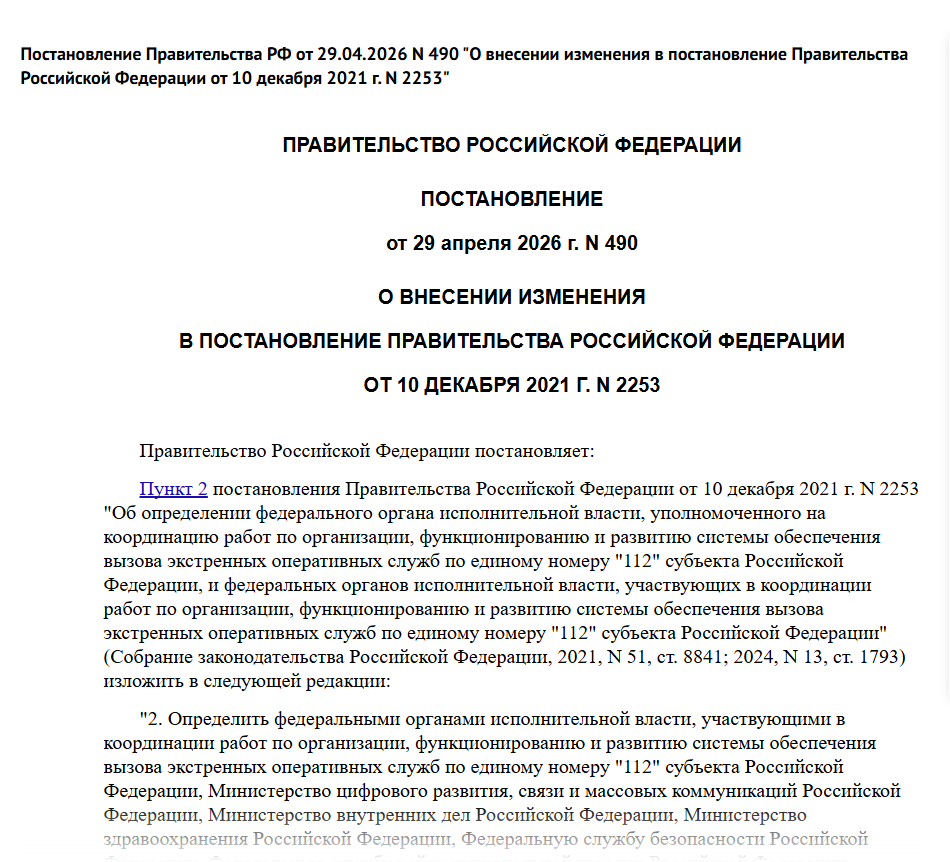 Постановление Правительства РФ от 29.04.2026 N 490 "О внесении изменения в постановление Правительства
Российской Федерации от 10 декабря 2021 г. N 2253"
ПРАВИТЕЛЬСТВО РОССИЙСКОЙ ФЕДЕРАЦИИ
ПОСТАНОВЛЕНИЕ
от 29 апреля 2026 г. N 490
О ВНЕСЕНИИ ИЗМЕНЕНИЯ
В ПОСТАНОВЛЕНИЕ ПРАВИТЕЛЬСТВА РОССИЙСКОЙ ФЕДЕРАЦИИ
ОТ 10 ДЕКАБРЯ 2021 Г. N 2253
Правительство Российской Федерации постановляет:
Пункт 2 постановления Правительства Российской Федерации от 10 декабря 2021 г. N 2253
"Об определении федерального органа исполнительной власти, уполномоченного на
координацию работ по организации, функционированию и развитию системы обеспечения
вызова экстренных оперативных служб по единому номеру "112" субъекта Российской
Федерации, и федеральных органов исполнительной власти, участвующих в координации
работ по организации, функционированию и развитию системы обеспечения вызова
экстренных оперативных служб по единому номеру "112" субъекта Российской Федерации"
(Собрание законодательства Российской Федерации, 2021, N 51, ст. 8841; 2024, N 13, ст. 1793)
изложить в следующей редакции:
"2. Определить федеральными органами исполнительной власти, участвующими в
координации работ по организации, функционированию и развитию системы обеспечения
вызова экстренных оперативных служб по единому номеру "112" субъекта Российской
Федерации, Министерство цифрового развития, связи и массовых коммуникаций Российской
Федерации, Министерство внутренних дел Российской Федерации, Министерство
здравоохранения Российской Федерации, Федеральную службу безопасности Российской